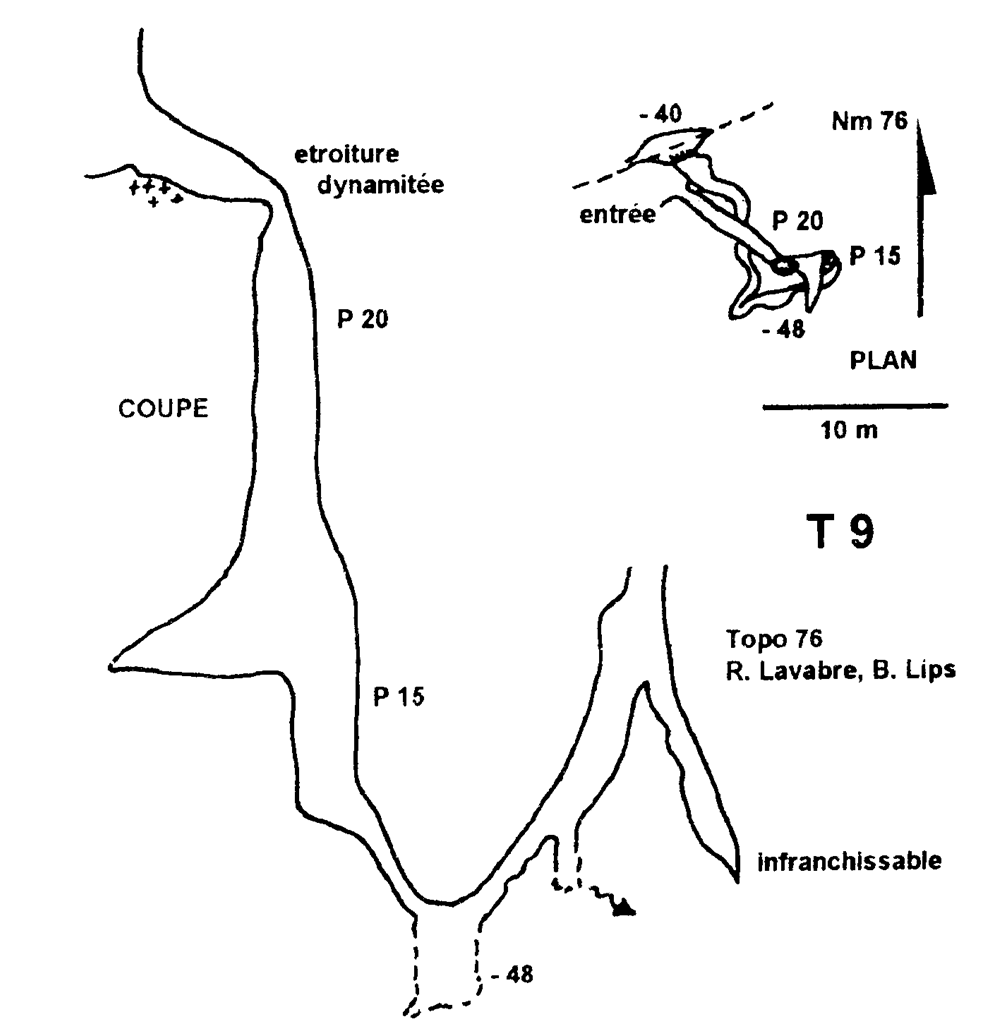 - 40
Nm 76
etroiture
dynamitée
entrée
P 20
P 15
P 20
- 48
PLAN
COUPE
10 m
T 9
Topo 76
R. Lavabre, B. Lips
P 15
infranchissable
- 48